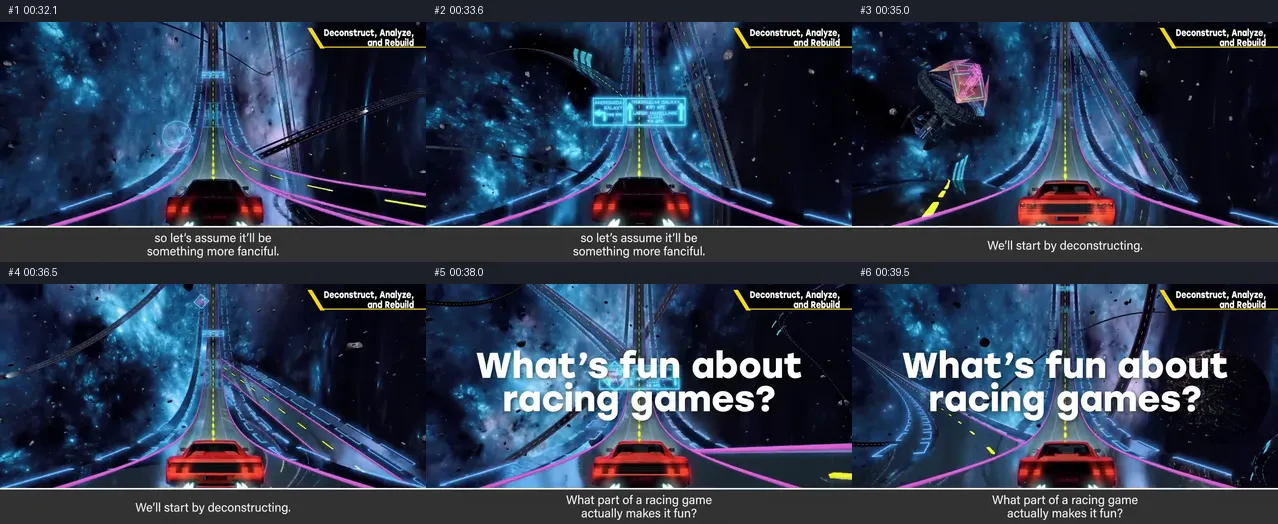 #1 00:32.1
Deconstruct, Analyze,
and Rebuild
so let's assume it'll be
something more fanciful.
#2 00:33.6
Deconstruct, Analyze,
and Rebuild
ANDROMEDA
GALAXY
so let's assume it'll be
something more fanciful.
#3 00:35.0
Deconstruct, Analyze,
and Rebuild
We'll start by deconstructing.
#4 00:36.5
Deconstruct, Analyze,
and Rebuild
We'll start by deconstructing.
#5 00:38.0
Deconstruct, Analyze,
and Rebuild
What's fun about
racing games?
What part of a racing game
actually makes it fun?
#6 00:39.5
Deconstruct, Analyze,
and Rebuild
What's fun about
racing games?
What part of a racing game
actually makes it fun?